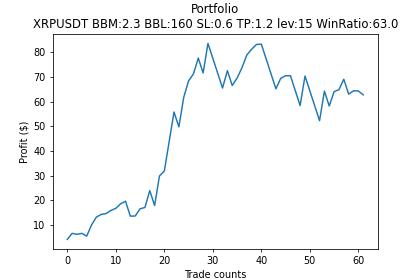 Portfolio
XRPUSDT BBM:2.3 BBL:160 SL:0.6 TP:1.2 lev:15 WinRatio:63.0
Profit ($)
80
70
60
50
40
30
20
10
0 10 20 30 40 50 60
Trade counts